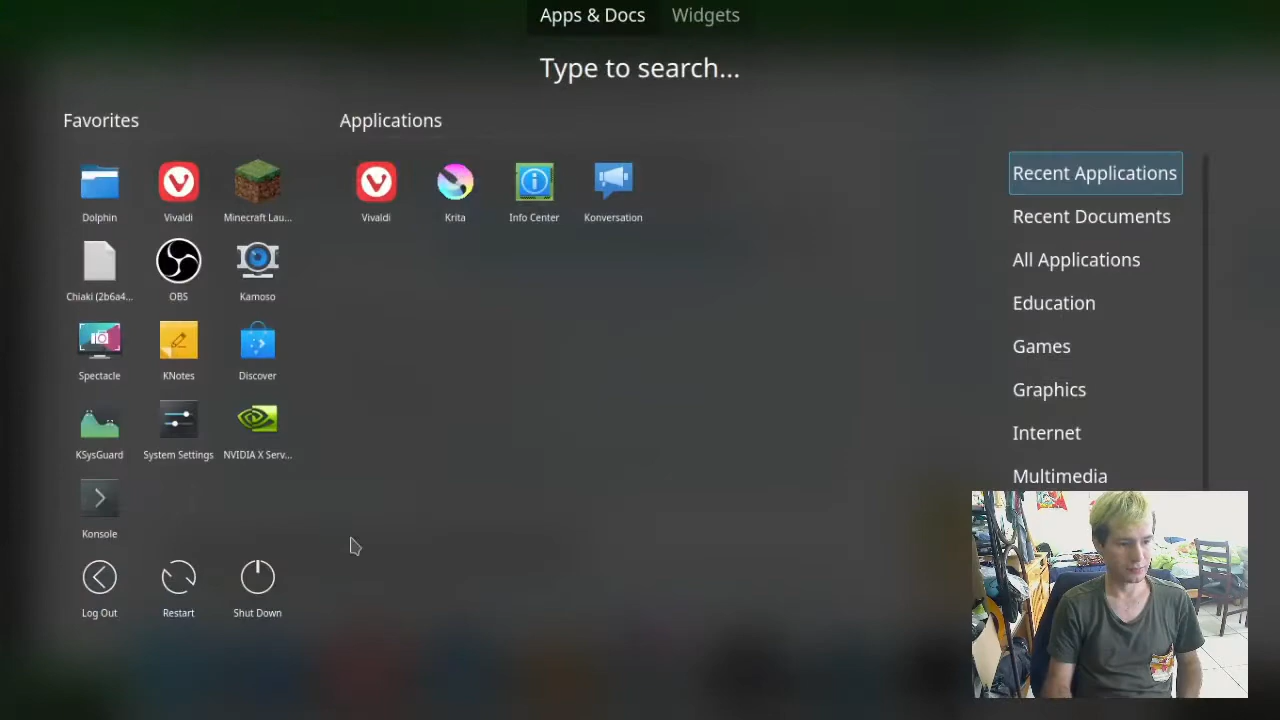 Apps & Docs Widgets
Type to search...
Favorites
Applications
Dolphin Vivaldi Minecraft Lau...
Vivaldi Krita Info Center Konversation
Chiaki (2b6a4... OBS Kamoso
Spectacle KNotes Discover
KSysGuard System Settings NVIDIA X Serv...
Konsole
Log Out Restart Shut Down
Recent Applications
Recent Documents
All Applications
Education
Games
Graphics
Internet
Multimedia